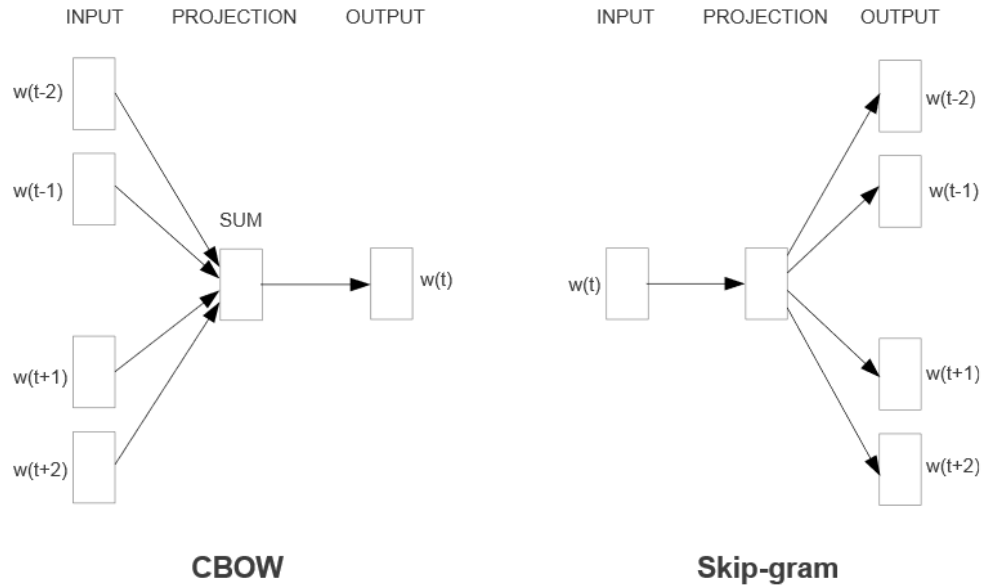 INPUT PROJECTION OUTPUT
w(t-2)
w(t-1)
SUM
w(t)
w(t+1)
w(t+2)
CBOW
INPUT PROJECTION OUTPUT
w(t-2)
w(t-1)
w(t)
w(t+1)
w(t+2)
Skip-gram